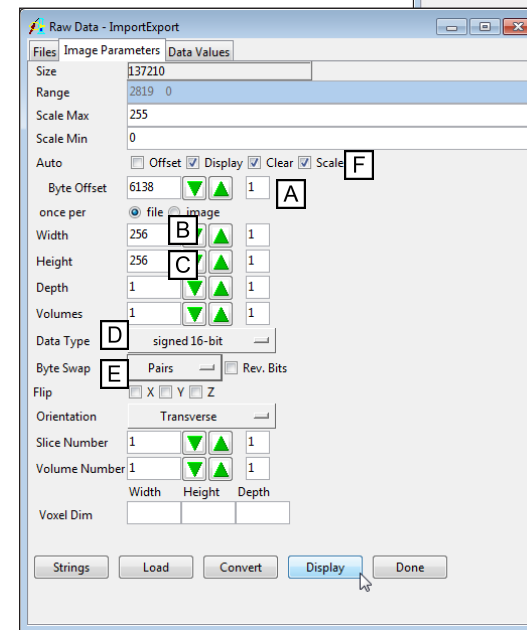 Raw Data - ImportExport
Files Image Parameters Data Values
Size 137210
Range 2819 0
Scale Max 255
Scale Min 0
Auto Offset Display Clear Scale F
Byte Offset 6138 1 A
once per file image
Width 256 B 1
Height 256 C 1
Depth 1 1
Volumes 1 1
Data Type D signed 16-bit
Byte Swap E Pairs Rev. Bits
Flip X Y Z
Orientation Transverse
Slice Number 1 1
Volume Number 1 1
Width Height Depth
Voxel Dim
Strings Load Convert Display Done